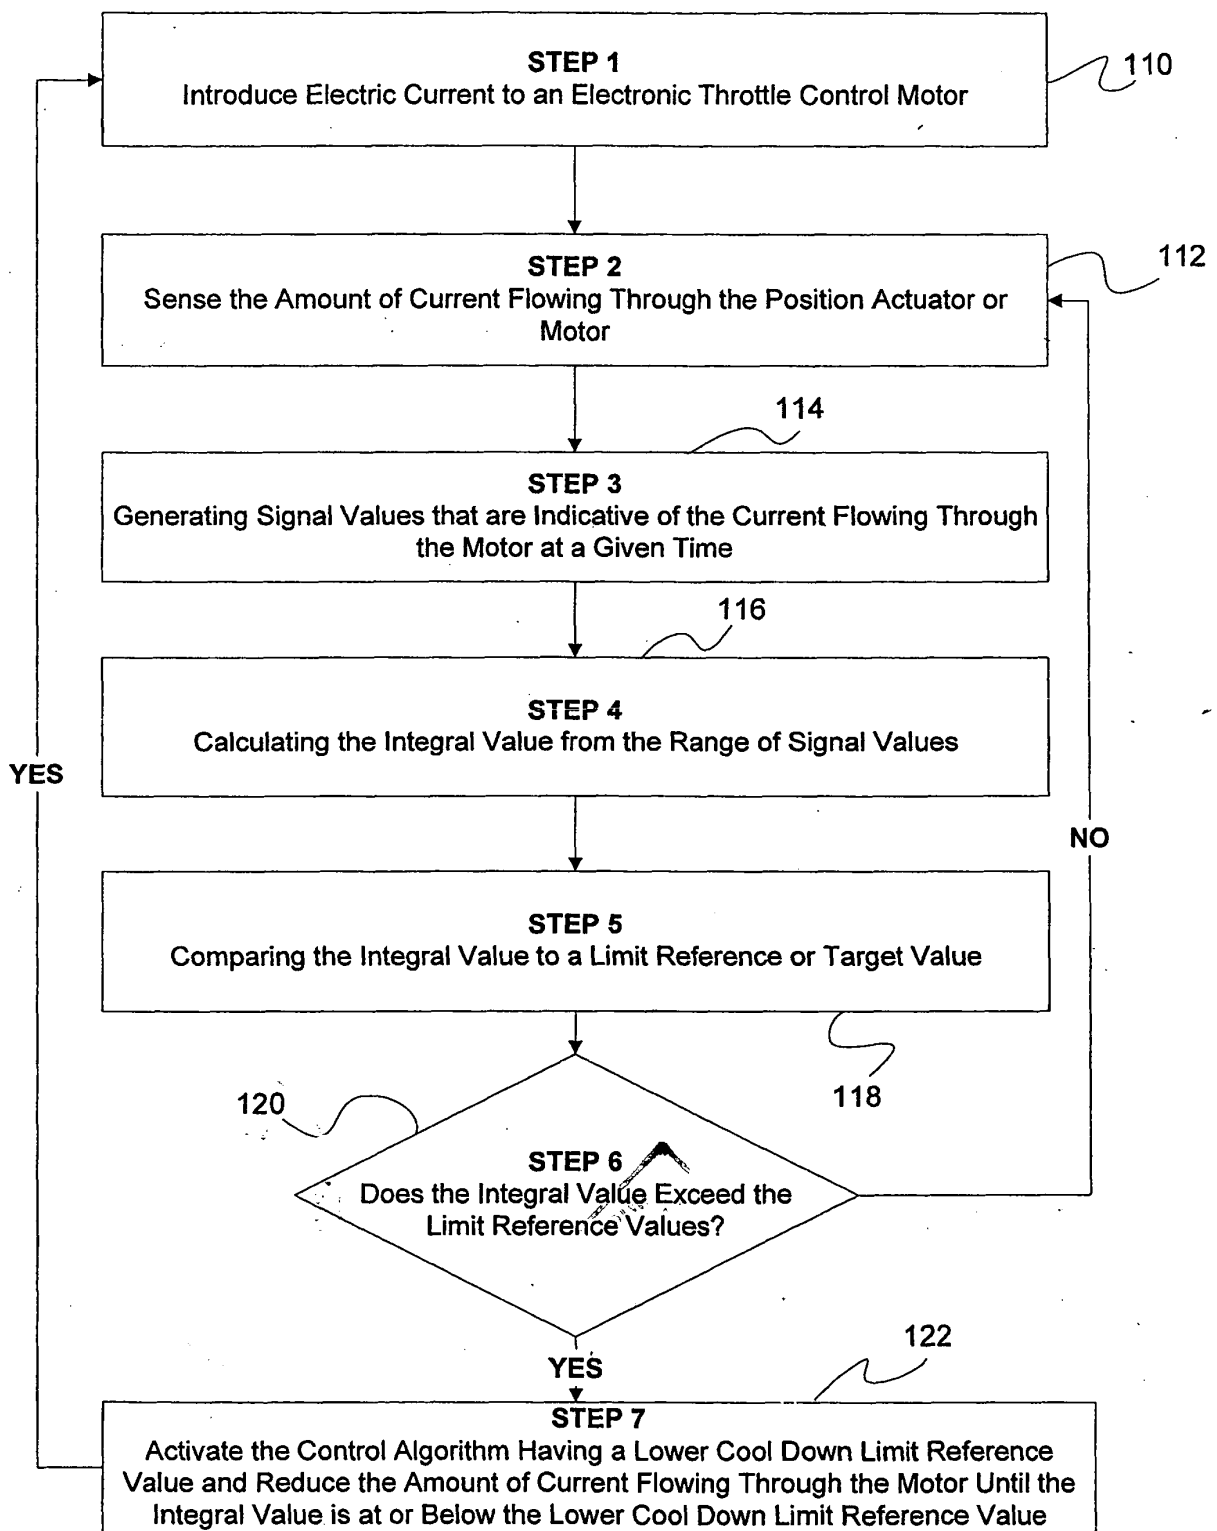 STEP 1
Introduce Electric Current to an Electronic Throttle Control Motor
110
STEP 2
Sense the Amount of Current Flowing Through the Position Actuator or
Motor
112
114
STEP 3
Generating Signal Values that are Indicative of the Current Flowing Through
the Motor at a Given Time
116
STEP 4
Calculating the Integral Value from the Range of Signal Values
YES
NO
STEP 5
Comparing the Integral Value to a Limit Reference or Target Value
118
120
STEP 6
Does the Integral Value Exceed the
Limit Reference Values?
YES
122
STEP 7
Activate the Control Algorithm Having a Lower Cool Down Limit Reference
Value and Reduce the Amount of Current Flowing Through the Motor Until the
Integral Value is at or Below the Lower Cool Down Limit Reference Value